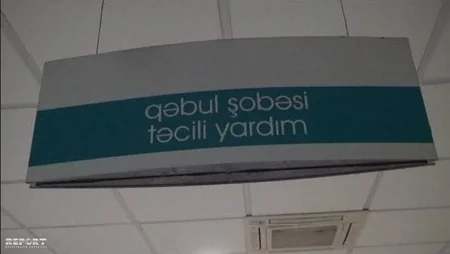 qəbul şöbəsi
təcili yardım
REPORT